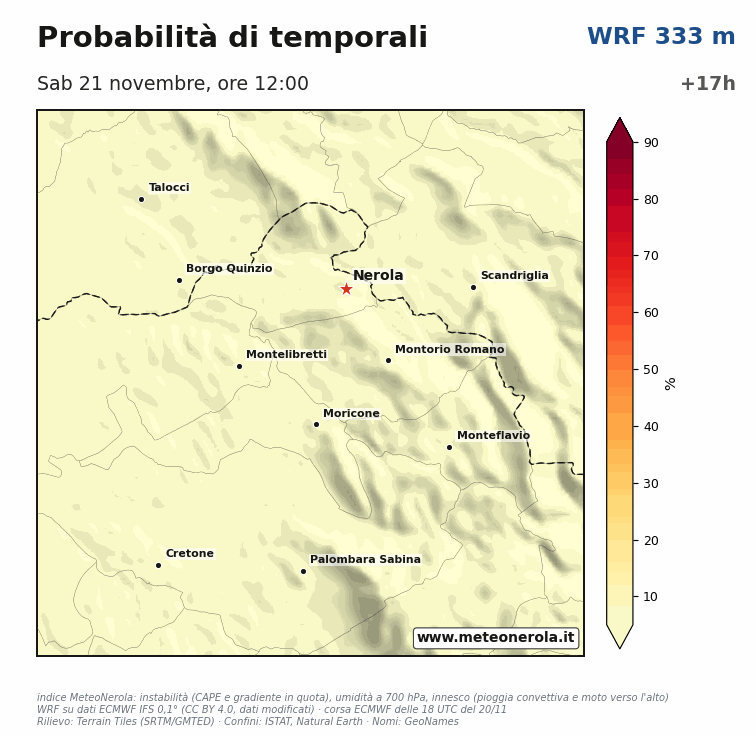 Probabilità di temporali
WRF 333 m
Sab 21 novembre, ore 12:00
+17h
Talocci
Borgo Quinzio
Nerola
Scandriglia
Montelibretti
Montorio Romano
Moricone
Monteflavio
Cretone
Palombara Sabina
www.meteonerola.it
90
80
70
60
50
40
30
20
10
%
indice MeteoNerola: instabilità (CAPE e gradiente in quota), umidità a 700 hPa, innesco (pioggia convettiva e moto verso l'alto)
WRF su dati ECMWF IFS 0,1° (CC BY 4.0, dati modificati) · corsa ECMWF delle 18 UTC del 20/11
Rilievo: Terrain Tiles (SRTM/GMTED) · Confini: ISTAT, Natural Earth · Nomi: GeoNames